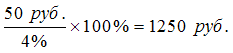 50 руб. / 4% × 100% = 1250 руб.